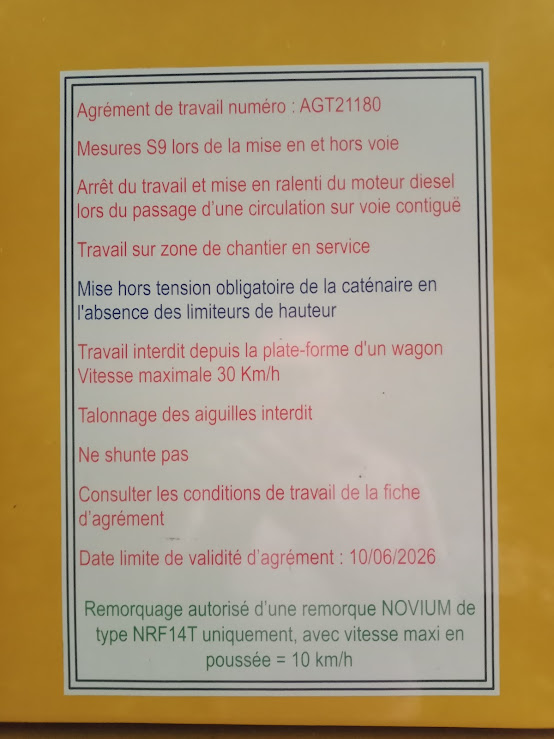 Agrément de travail numéro : AGT21180
Mesures S9 lors de la mise en et hors voie
Arrêt du travail et mise en ralenti du moteur diesel
lors du passage d'une circulation sur voie contiguë
Travail sur zone de chantier en service
Mise hors tension obligatoire de la caténaire en
l'absence des limiteurs de hauteur
Travail interdit depuis la plate-forme d'un wagon
Vitesse maximale 30 Km/h
Talonnage des aiguilles interdit
Ne shunte pas
Consulter les conditions de travail de la fiche
d'agrément
Date limite de validité d'agrément : 10/06/2026
Remorquage autorisé d'une remorque NOVIUM de
type NRF14T uniquement, avec vitesse maxi en
poussée = 10 km/h